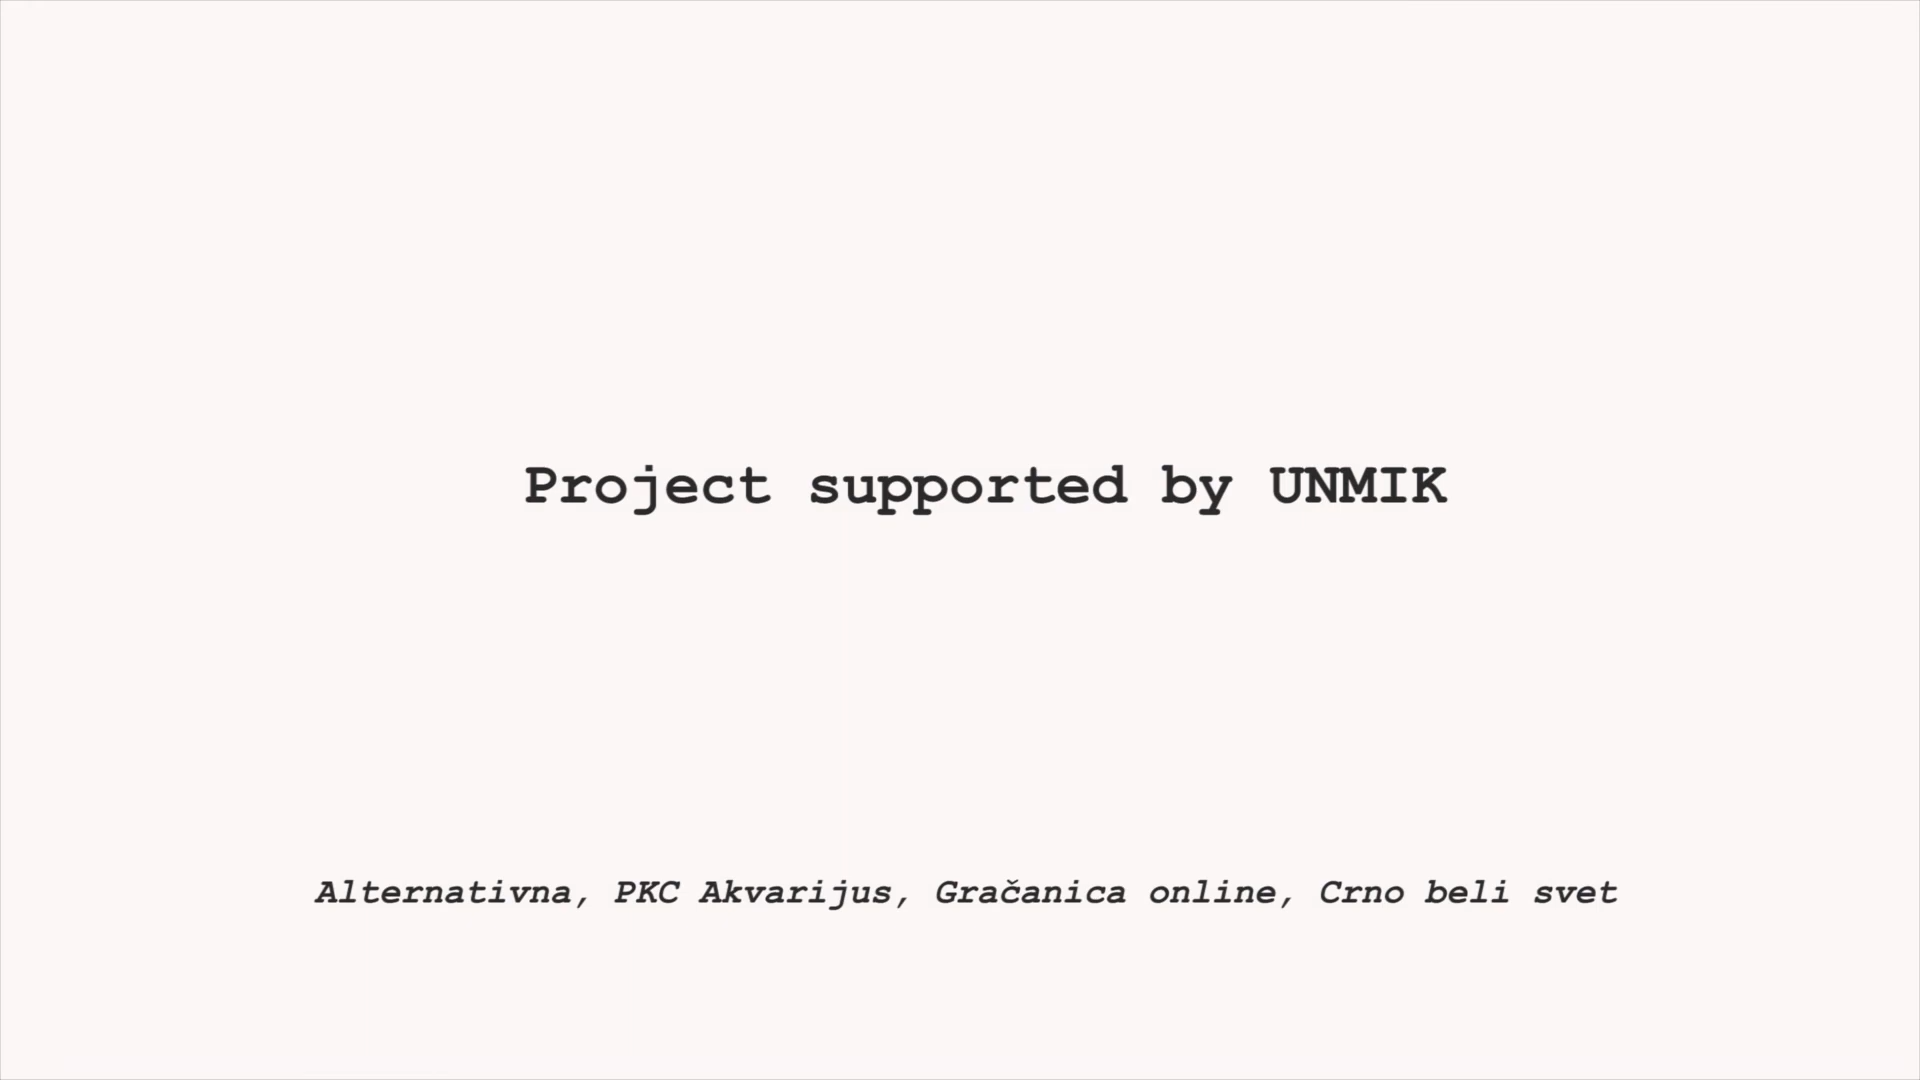 Project supported by UNMIK
Alternativna, PKC Akvarijus, Gračanica online, Crno beli svet